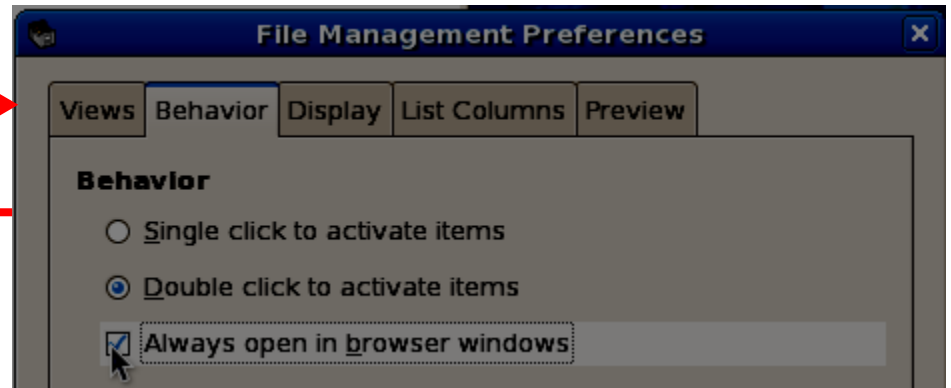 File Management Preferences
Views Behavior Display List Columns Preview
Behavior
Single click to activate items
Double click to activate items
Always open in browser windows